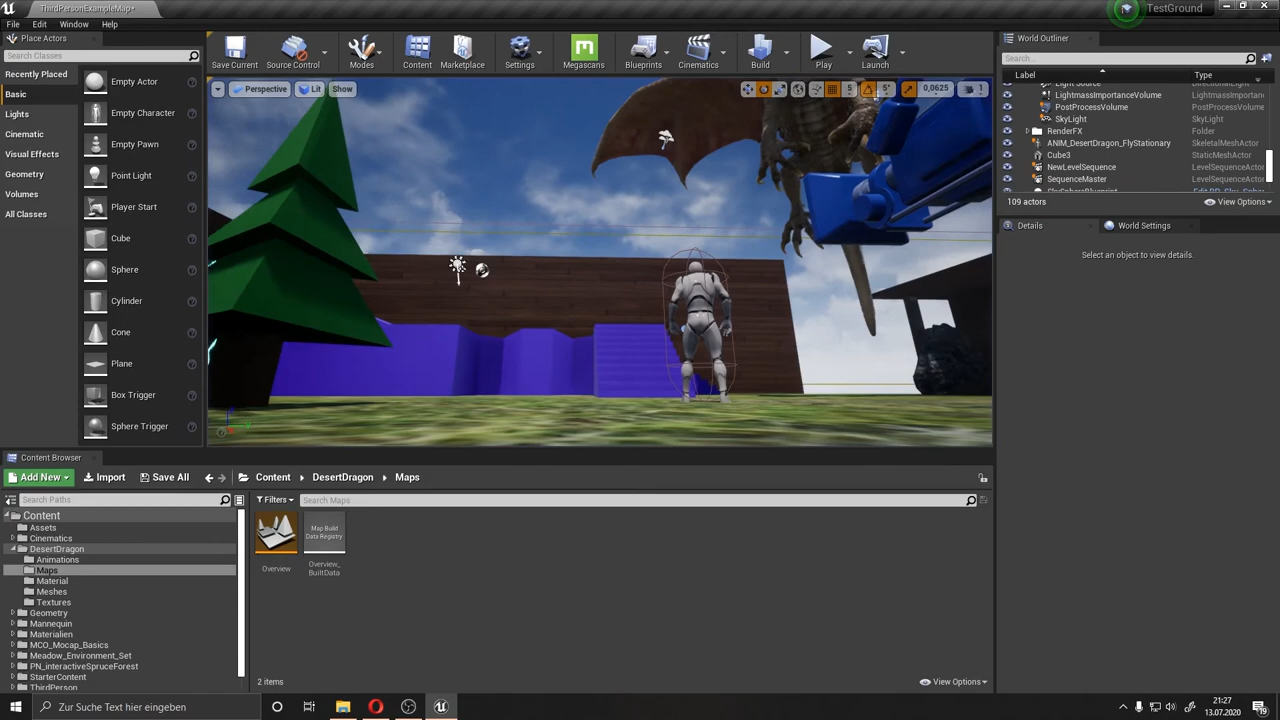 ThirdPersonExampleMap*
TestGround
File Edit Window Help
Place Actors
Search Classes
Recently Placed
Basic
Lights
Cinematic
Visual Effects
Geometry
Volumes
All Classes
Empty Actor
Empty Character
Empty Pawn
Point Light
Player Start
Cube
Sphere
Cylinder
Cone
Plane
Box Trigger
Sphere Trigger
Save Current
Source Control
Modes
Content
Marketplace
Settings
Megascans
Blueprints
Cinematics
Build
Play
Launch
Perspective Lit Show
5 5° 0,0625 1
World Outliner
Search...
Label Type
LightmassImportanceVolume LightmassImportanc
PostProcessVolume PostProcessVolume
SkyLight SkyLight
RenderFX Folder
ANIM_DesertDragon_FlyStationary SkeletalMeshActor
Cube3 StaticMeshActor
NewLevelSequence LevelSequenceActo
SequenceMaster LevelSequenceActo
109 actors View Options
Details World Settings
Select an object to view details.
Content Browser
Add New Import Save All Content DesertDragon Maps
Search Paths
Filters Search Maps
Content
Assets
Cinematics
DesertDragon
Animations
Maps
Material
Meshes
Textures
Geometry
Mannequin
Materialien
MCO_Mocap_Basics
Meadow_Environment_Set
PN_interactiveSpruceForest
StarterContent
ThirdPerson
Map Build
Data Registry
Overview
Overview_
BuiltData
2 items View Options
Zur Suche Text hier eingeben
21:27
13.07.2020
19